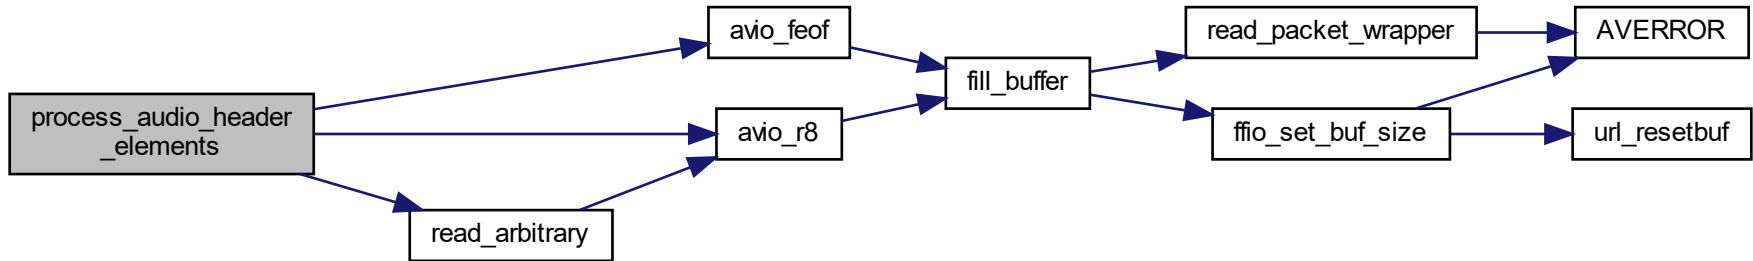 process_audio_header
_elements
avio_feof
avio_r8
read_arbitrary
fill_buffer
read_packet_wrapper
ffio_set_buf_size
AVERROR
url_resetbuf